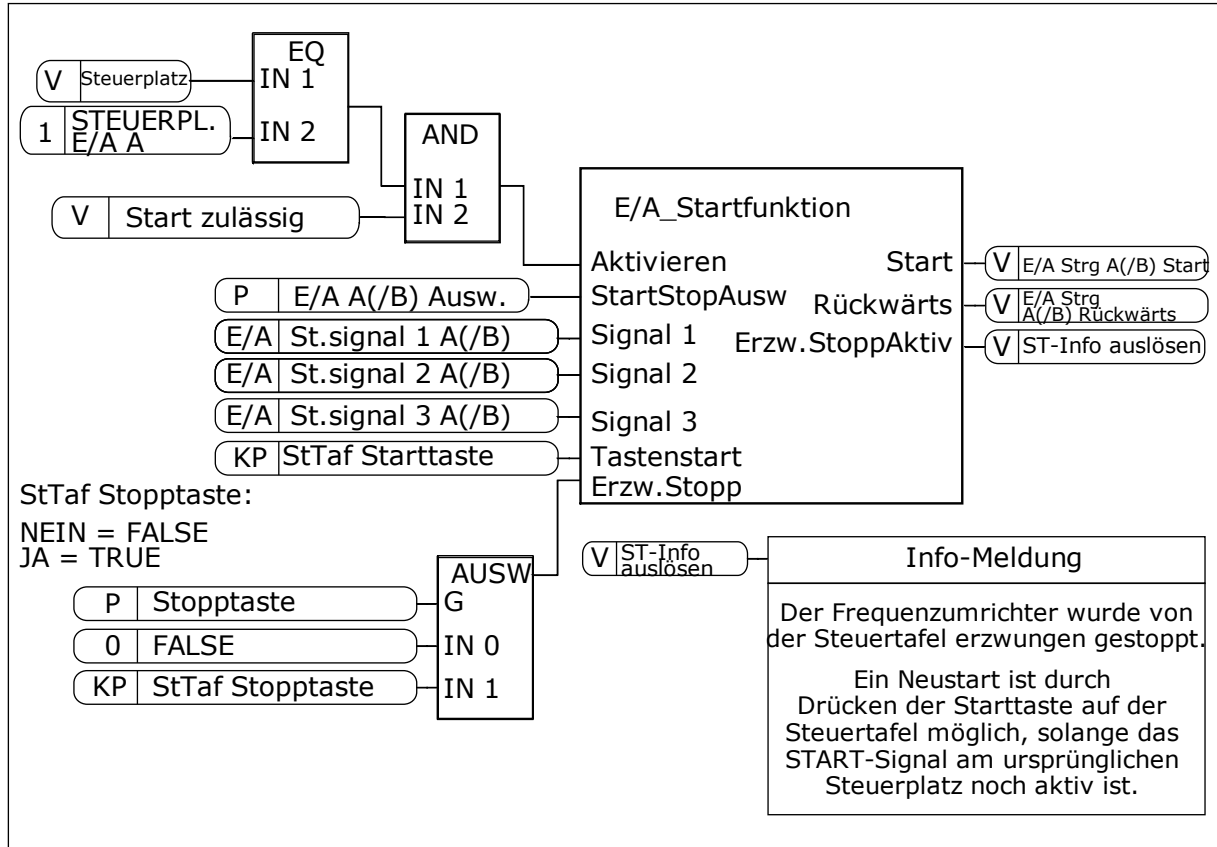 EQ
V Steuerplatz
IN 1
1 STEUERPL.
E/A A
IN 2
AND
IN 1
IN 2
V Start zulässig
E/A_Startfunktion
Aktivieren
Start
V E/A Strg A(/B) Start
P E/A A(/B) Ausw.
StartStopAusw
Rückwärts
V E/A Strg
A(/B) Rückwärts
E/A St.signal 1 A(/B)
Signal 1
Erzw.StoppAktiv
V ST-Info auslösen
E/A St.signal 2 A(/B)
Signal 2
E/A St.signal 3 A(/B)
Signal 3
KP StTaf Starttaste
Tastenstart
Erzw.Stopp
StTaf Stopptaste:
NEIN = FALSE
JA = TRUE
AUSW
P Stopptaste
G
0 FALSE
IN 0
KP StTaf Stopptaste
IN 1
V ST-Info
auslösen
Info-Meldung
Der Frequenzumrichter wurde von
der Steuertafel erzwungen gestoppt.
Ein Neustart ist durch
Drücken der Starttaste auf der
Steuertafel möglich, solange das
START-Signal am ursprünglichen
Steuerplatz noch aktiv ist.